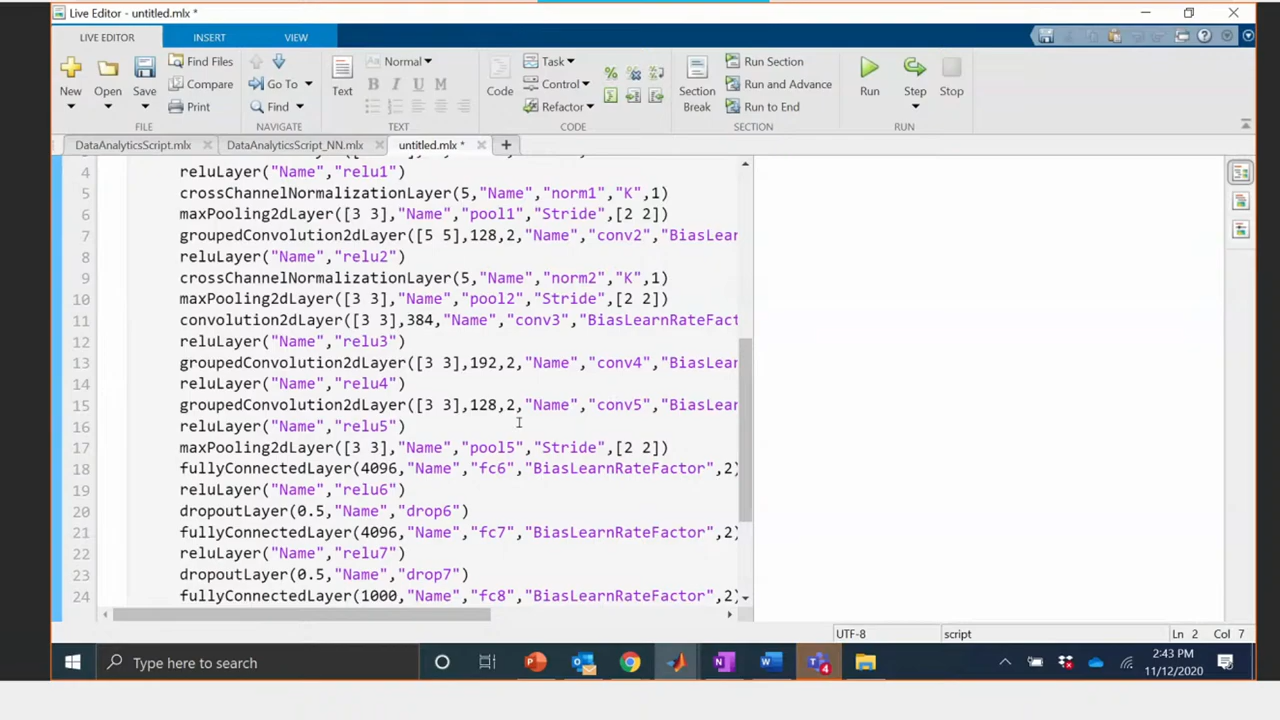 Live Editor - untitled.mlx *
LIVE EDITOR
INSERT
VIEW
New
Open
Save
Find Files
Compare
Print
FILE
Go To
Find
NAVIGATE
Text
Normal
B I U M
TEXT
Code
Task
Control
Refactor
CODE
Section
Break
Run Section
Run and Advance
Run to End
SECTION
Run
Step
Stop
RUN
DataAnalyticsScript.mlx
DataAnalyticsScript_NN.mlx
untitled.mlx *
4 reluLayer("Name","relu1")
5 crossChannelNormalizationLayer(5,"Name","norm1","K",1)
6 maxPooling2dLayer([3 3],"Name","pool1","Stride",[2 2])
7 groupedConvolution2dLayer([5 5],128,2,"Name","conv2","BiasLear
8 reluLayer("Name","relu2")
9 crossChannelNormalizationLayer(5,"Name","norm2","K",1)
10 maxPooling2dLayer([3 3],"Name","pool2","Stride",[2 2])
11 convolution2dLayer([3 3],384,"Name","conv3","BiasLearnRateFact
12 reluLayer("Name","relu3")
13 groupedConvolution2dLayer([3 3],192,2,"Name","conv4","BiasLear
14 reluLayer("Name","relu4")
15 groupedConvolution2dLayer([3 3],128,2,"Name","conv5","BiasLear
16 reluLayer("Name","relu5")
17 maxPooling2dLayer([3 3],"Name","pool5","Stride",[2 2])
18 fullyConnectedLayer(4096,"Name","fc6","BiasLearnRateFactor",2)
19 reluLayer("Name","relu6")
20 dropoutLayer(0.5,"Name","drop6")
21 fullyConnectedLayer(4096,"Name","fc7","BiasLearnRateFactor",2)
22 reluLayer("Name","relu7")
23 dropoutLayer(0.5,"Name","drop7")
24 fullyConnectedLayer(1000,"Name","fc8","BiasLearnRateFactor",2)
UTF-8
script
Ln 2 Col 7
Type here to search
4
2:43 PM
11/12/2020